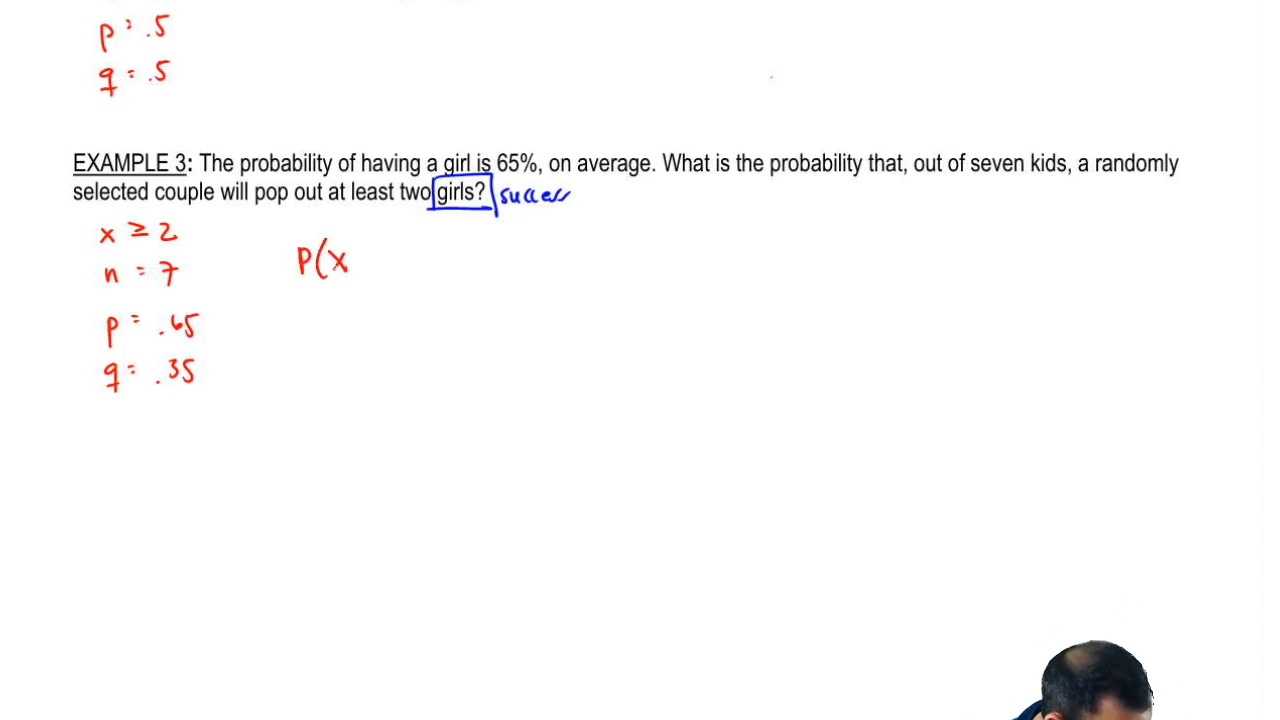 p = .5
q = .5
EXAMPLE 3: The probability of having a girl is 65%, on average. What is the probability that, out of seven kids, a randomly
selected couple will pop out at least two girls? success
x ≥ 2
n = 7
P(x
p = .65
q = .35